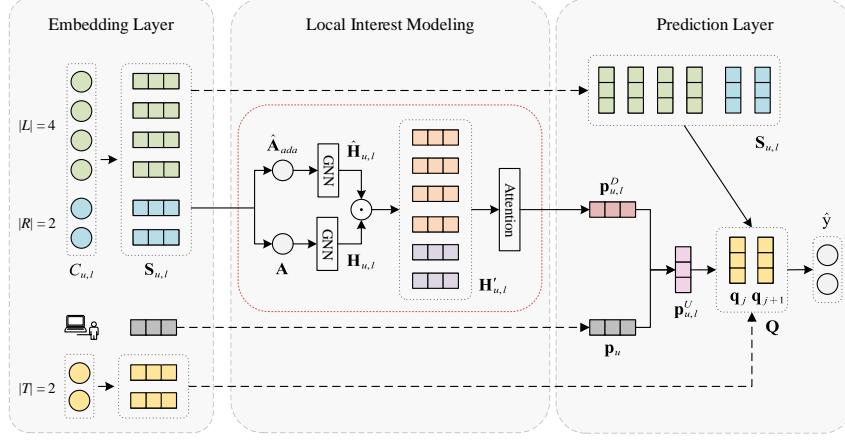 Embedding Layer
Local Interest Modeling
Prediction Layer
|L| = 4
|R| = 2
C_{u,l}
S_{u,l}
Â_{ada}
GNN
Ĥ_{u,l}
A
GNN
H_{u,l}
H'_{u,l}
Attention
p^D_{u,l}
p_u
p^U_{u,l}
S_{u,l}
q_j q_{j+1}
Q
ŷ
|T| = 2